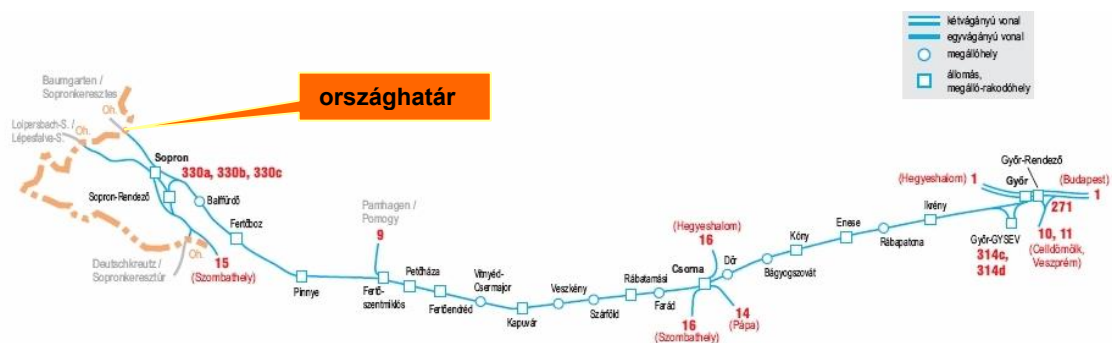 kétvágányú vonal
egyvágányú vonal
megállóhely
állomás,
megálló-rakodóhely
országhatár
Baumgarten /
Sopronkeresztes
Oh.
Loipersbach-S. /
Lépesfalva-S.
Oh.
Sopron
330a, 330b, 330c
Sopron-Rendező
Balffürdő
Fertőboz
Deutschkreutz /
Sopronkeresztúr
Oh.
15
(Szombathely)
Pinnye
Pamhagen /
Pomogy
9
Fertő-
szentmiklós
Petőháza
Fertőendréd
Vitnyéd-
Csermajor
Kapuvár
Veszkény
Szárföld
Rábatamási
Farád
(Hegyeshalom)
16
Csorna
16
(Szombathely)
14
(Pápa)
Dőr
Bágyogszovát
Kóny
Enese
Rábapatona
Ikrény
(Hegyeshalom) 1
Győr
Győr-Rendező
(Budapest)
1
271
Győr-GYSEV
314c,
314d
10, 11
(Celldömölk,
Veszprém)